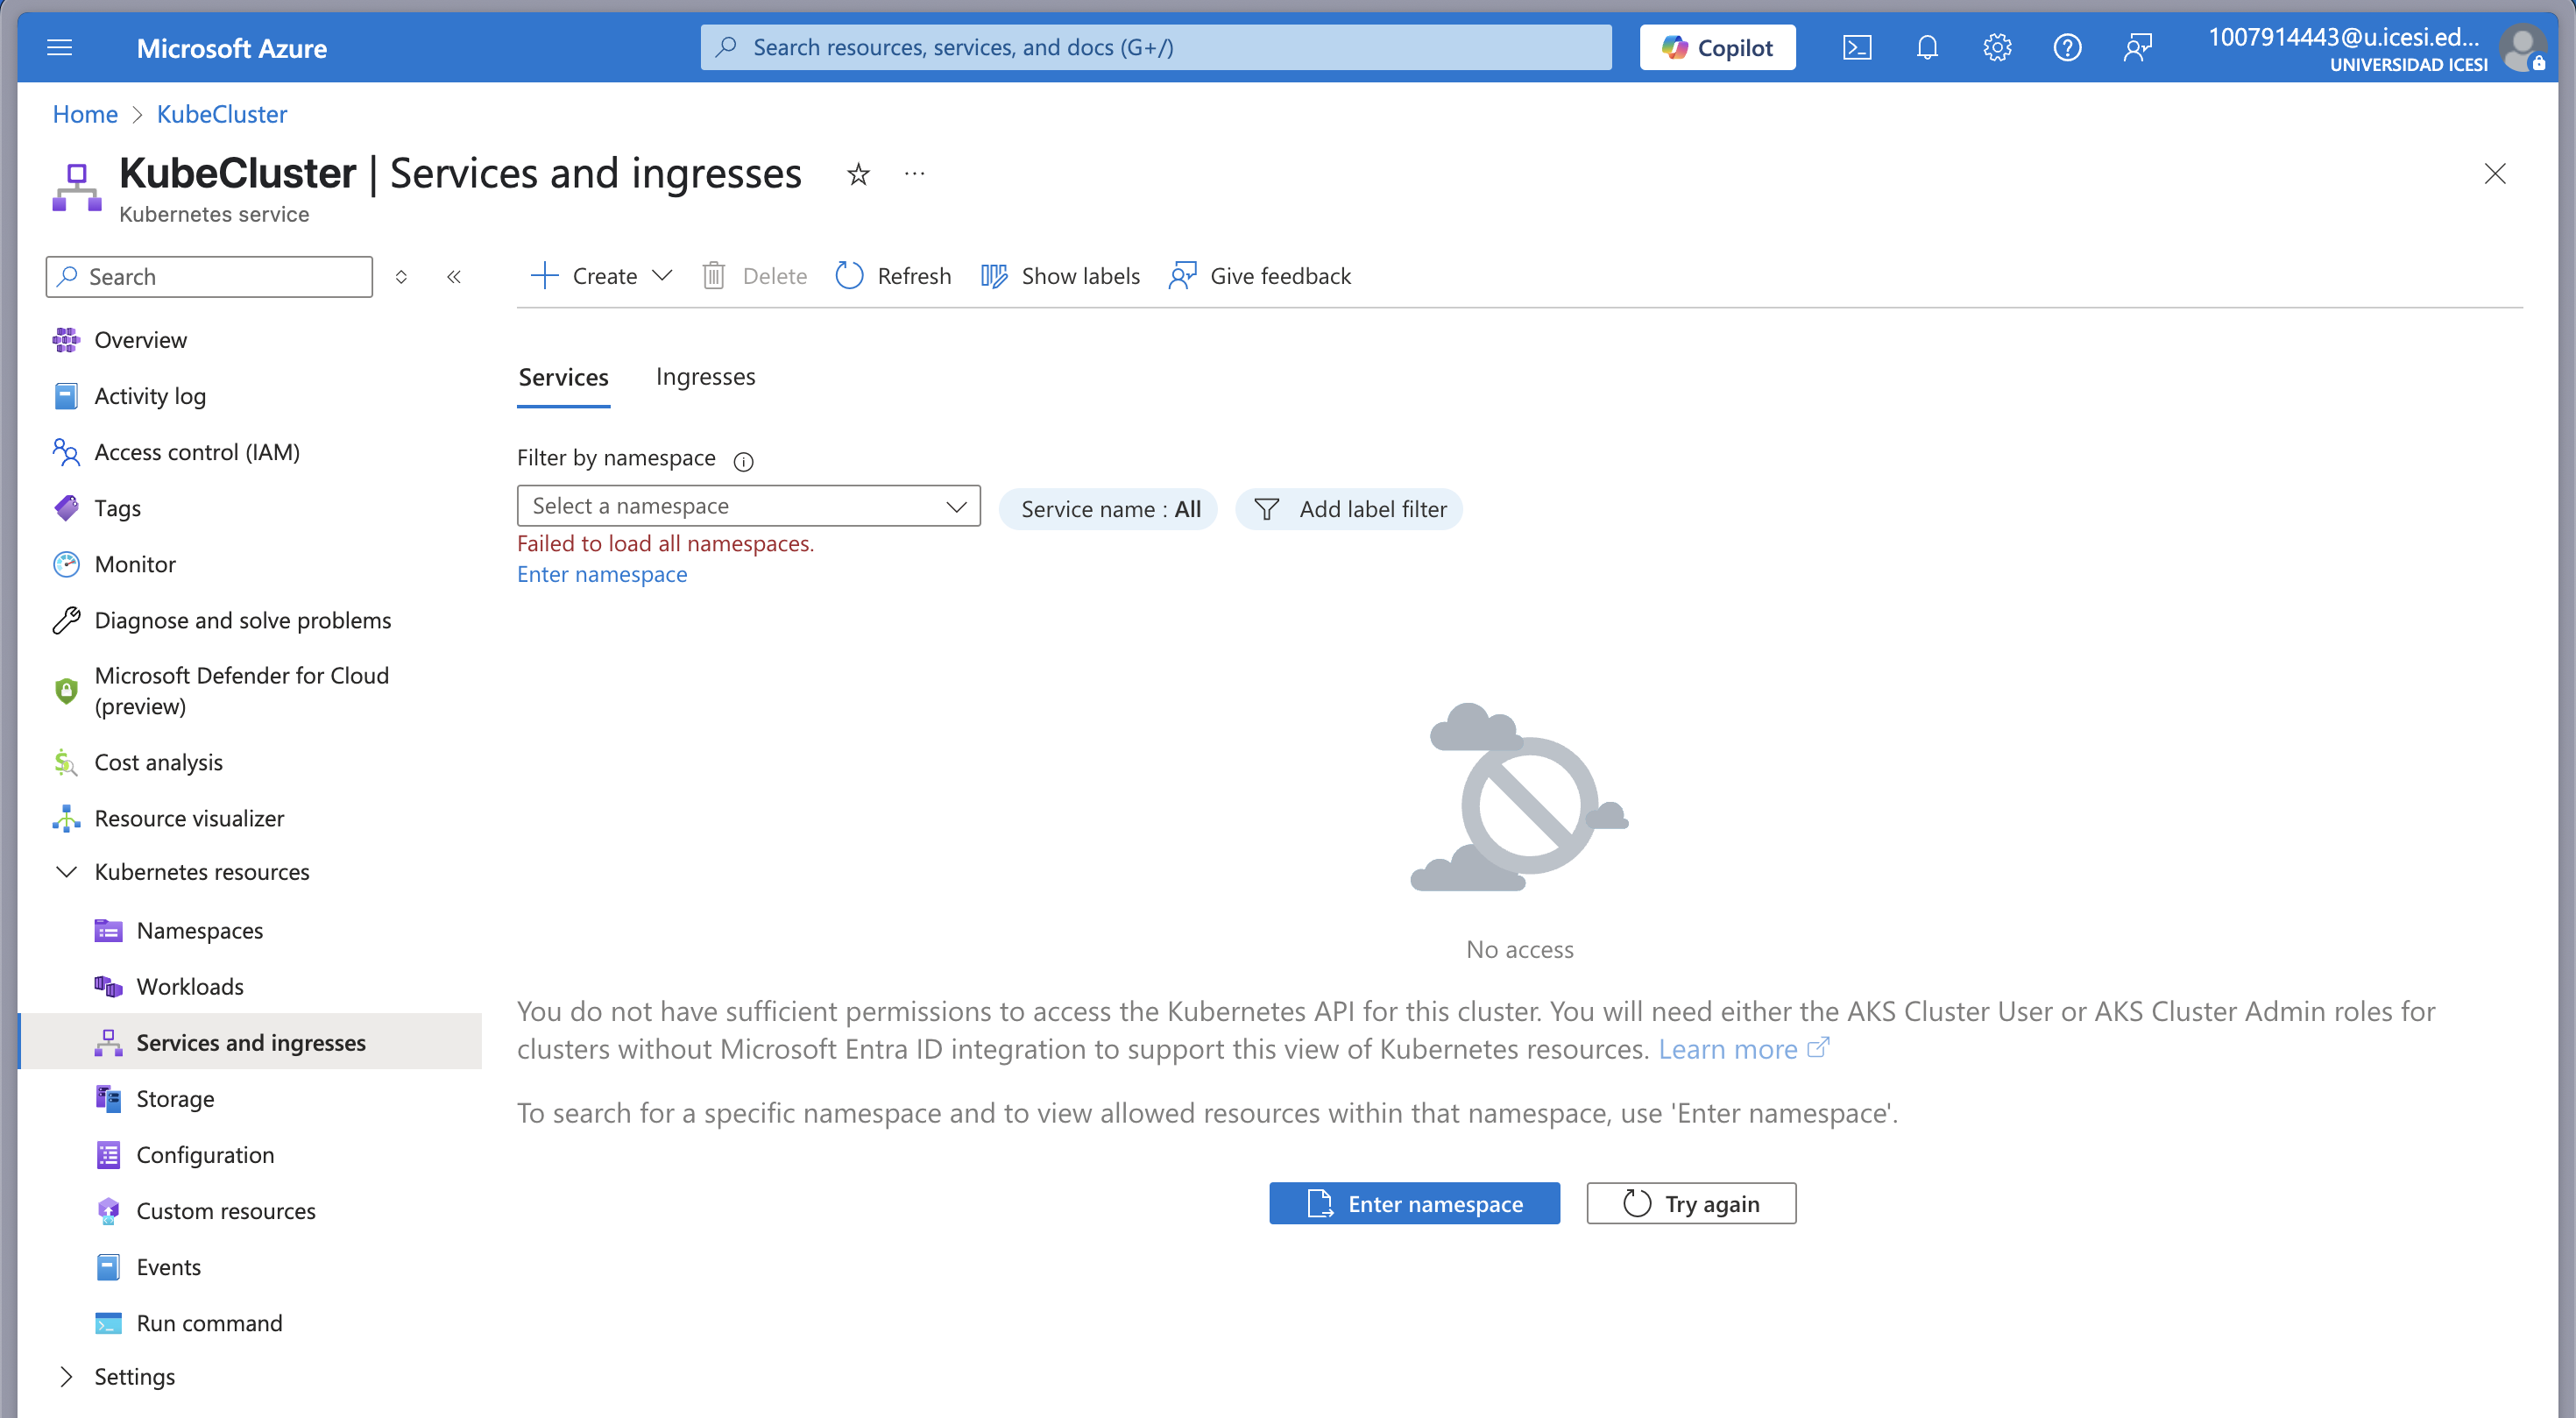 Microsoft Azure
Search resources, services, and docs (G+/)
Copilot
1007914443@u.icesi.ed...
UNIVERSIDAD ICESI
Home > KubeCluster
KubeCluster | Services and ingresses
Kubernetes service
Search
Create
Delete
Refresh
Show labels
Give feedback
Overview
Activity log
Access control (IAM)
Tags
Monitor
Diagnose and solve problems
Microsoft Defender for Cloud
(preview)
Cost analysis
Resource visualizer
Kubernetes resources
Namespaces
Workloads
Services and ingresses
Storage
Configuration
Custom resources
Events
Run command
Settings
Services
Ingresses
Filter by namespace
Select a namespace
Service name : All
Add label filter
Failed to load all namespaces.
Enter namespace
No access
You do not have sufficient permissions to access the Kubernetes API for this cluster. You will need either the AKS Cluster User or AKS Cluster Admin roles for
clusters without Microsoft Entra ID integration to support this view of Kubernetes resources. Learn more
To search for a specific namespace and to view allowed resources within that namespace, use 'Enter namespace'.
Enter namespace
Try again